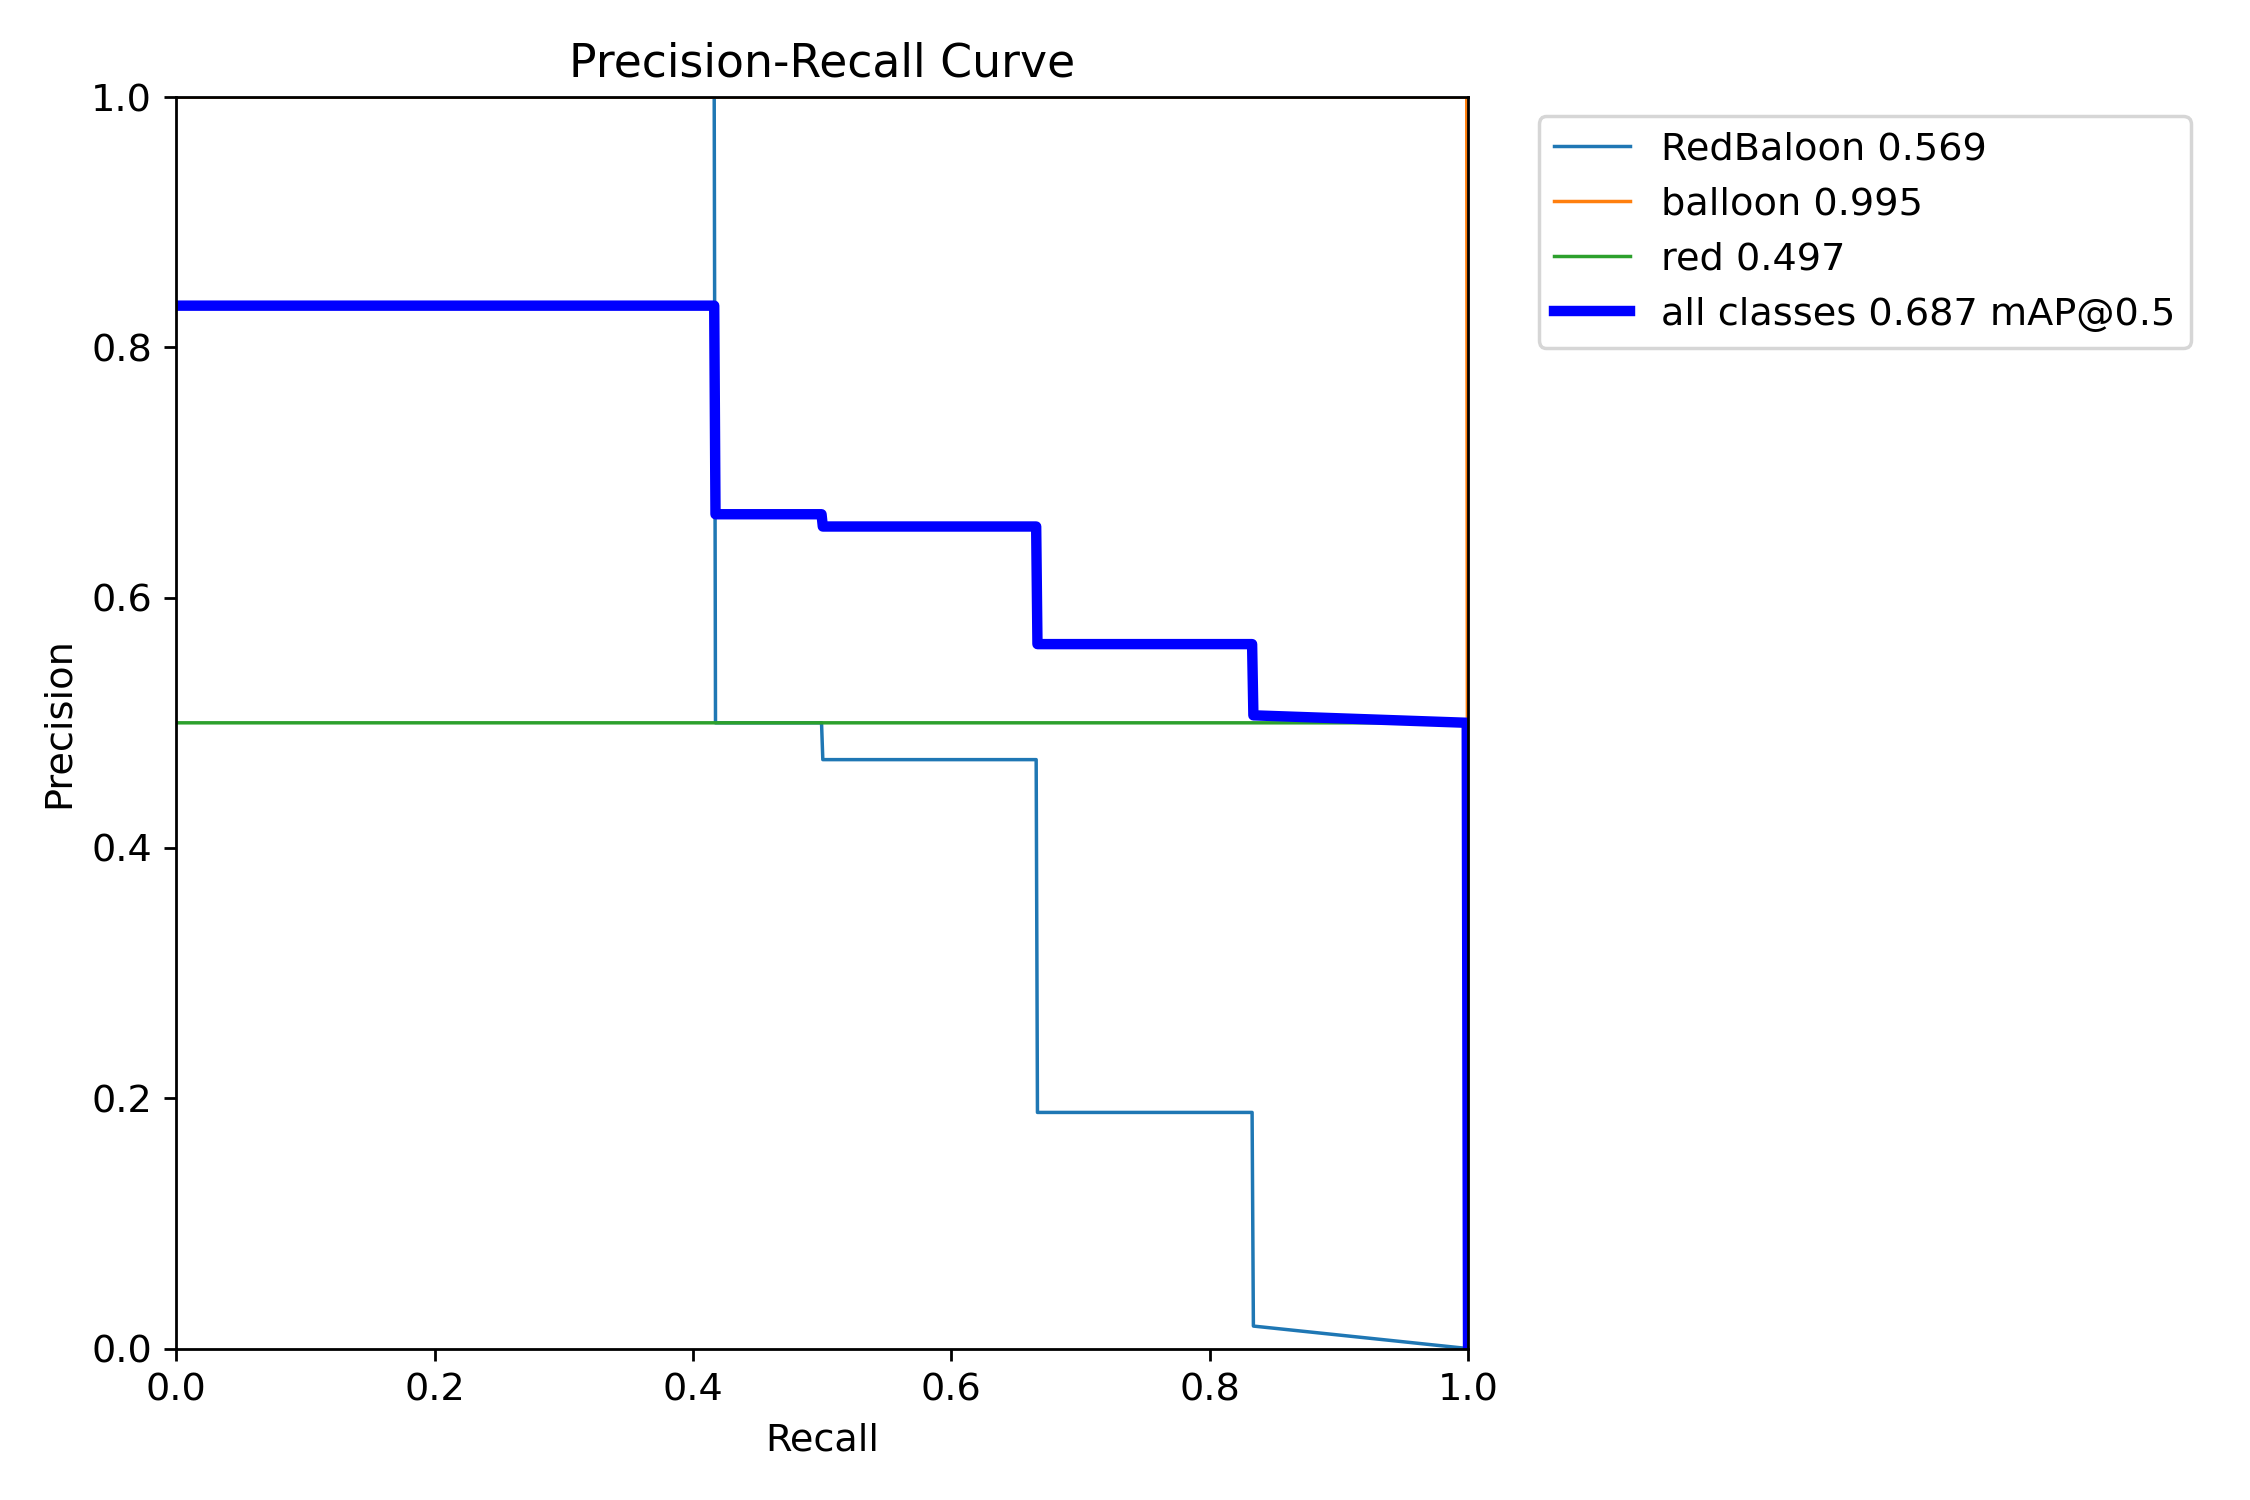 Precision-Recall Curve
1.0
0.8
0.6
0.4
0.2
0.0
Precision
0.0 0.2 0.4 0.6 0.8 1.0
Recall
RedBaloon 0.569
balloon 0.995
red 0.497
all classes 0.687 mAP@0.5